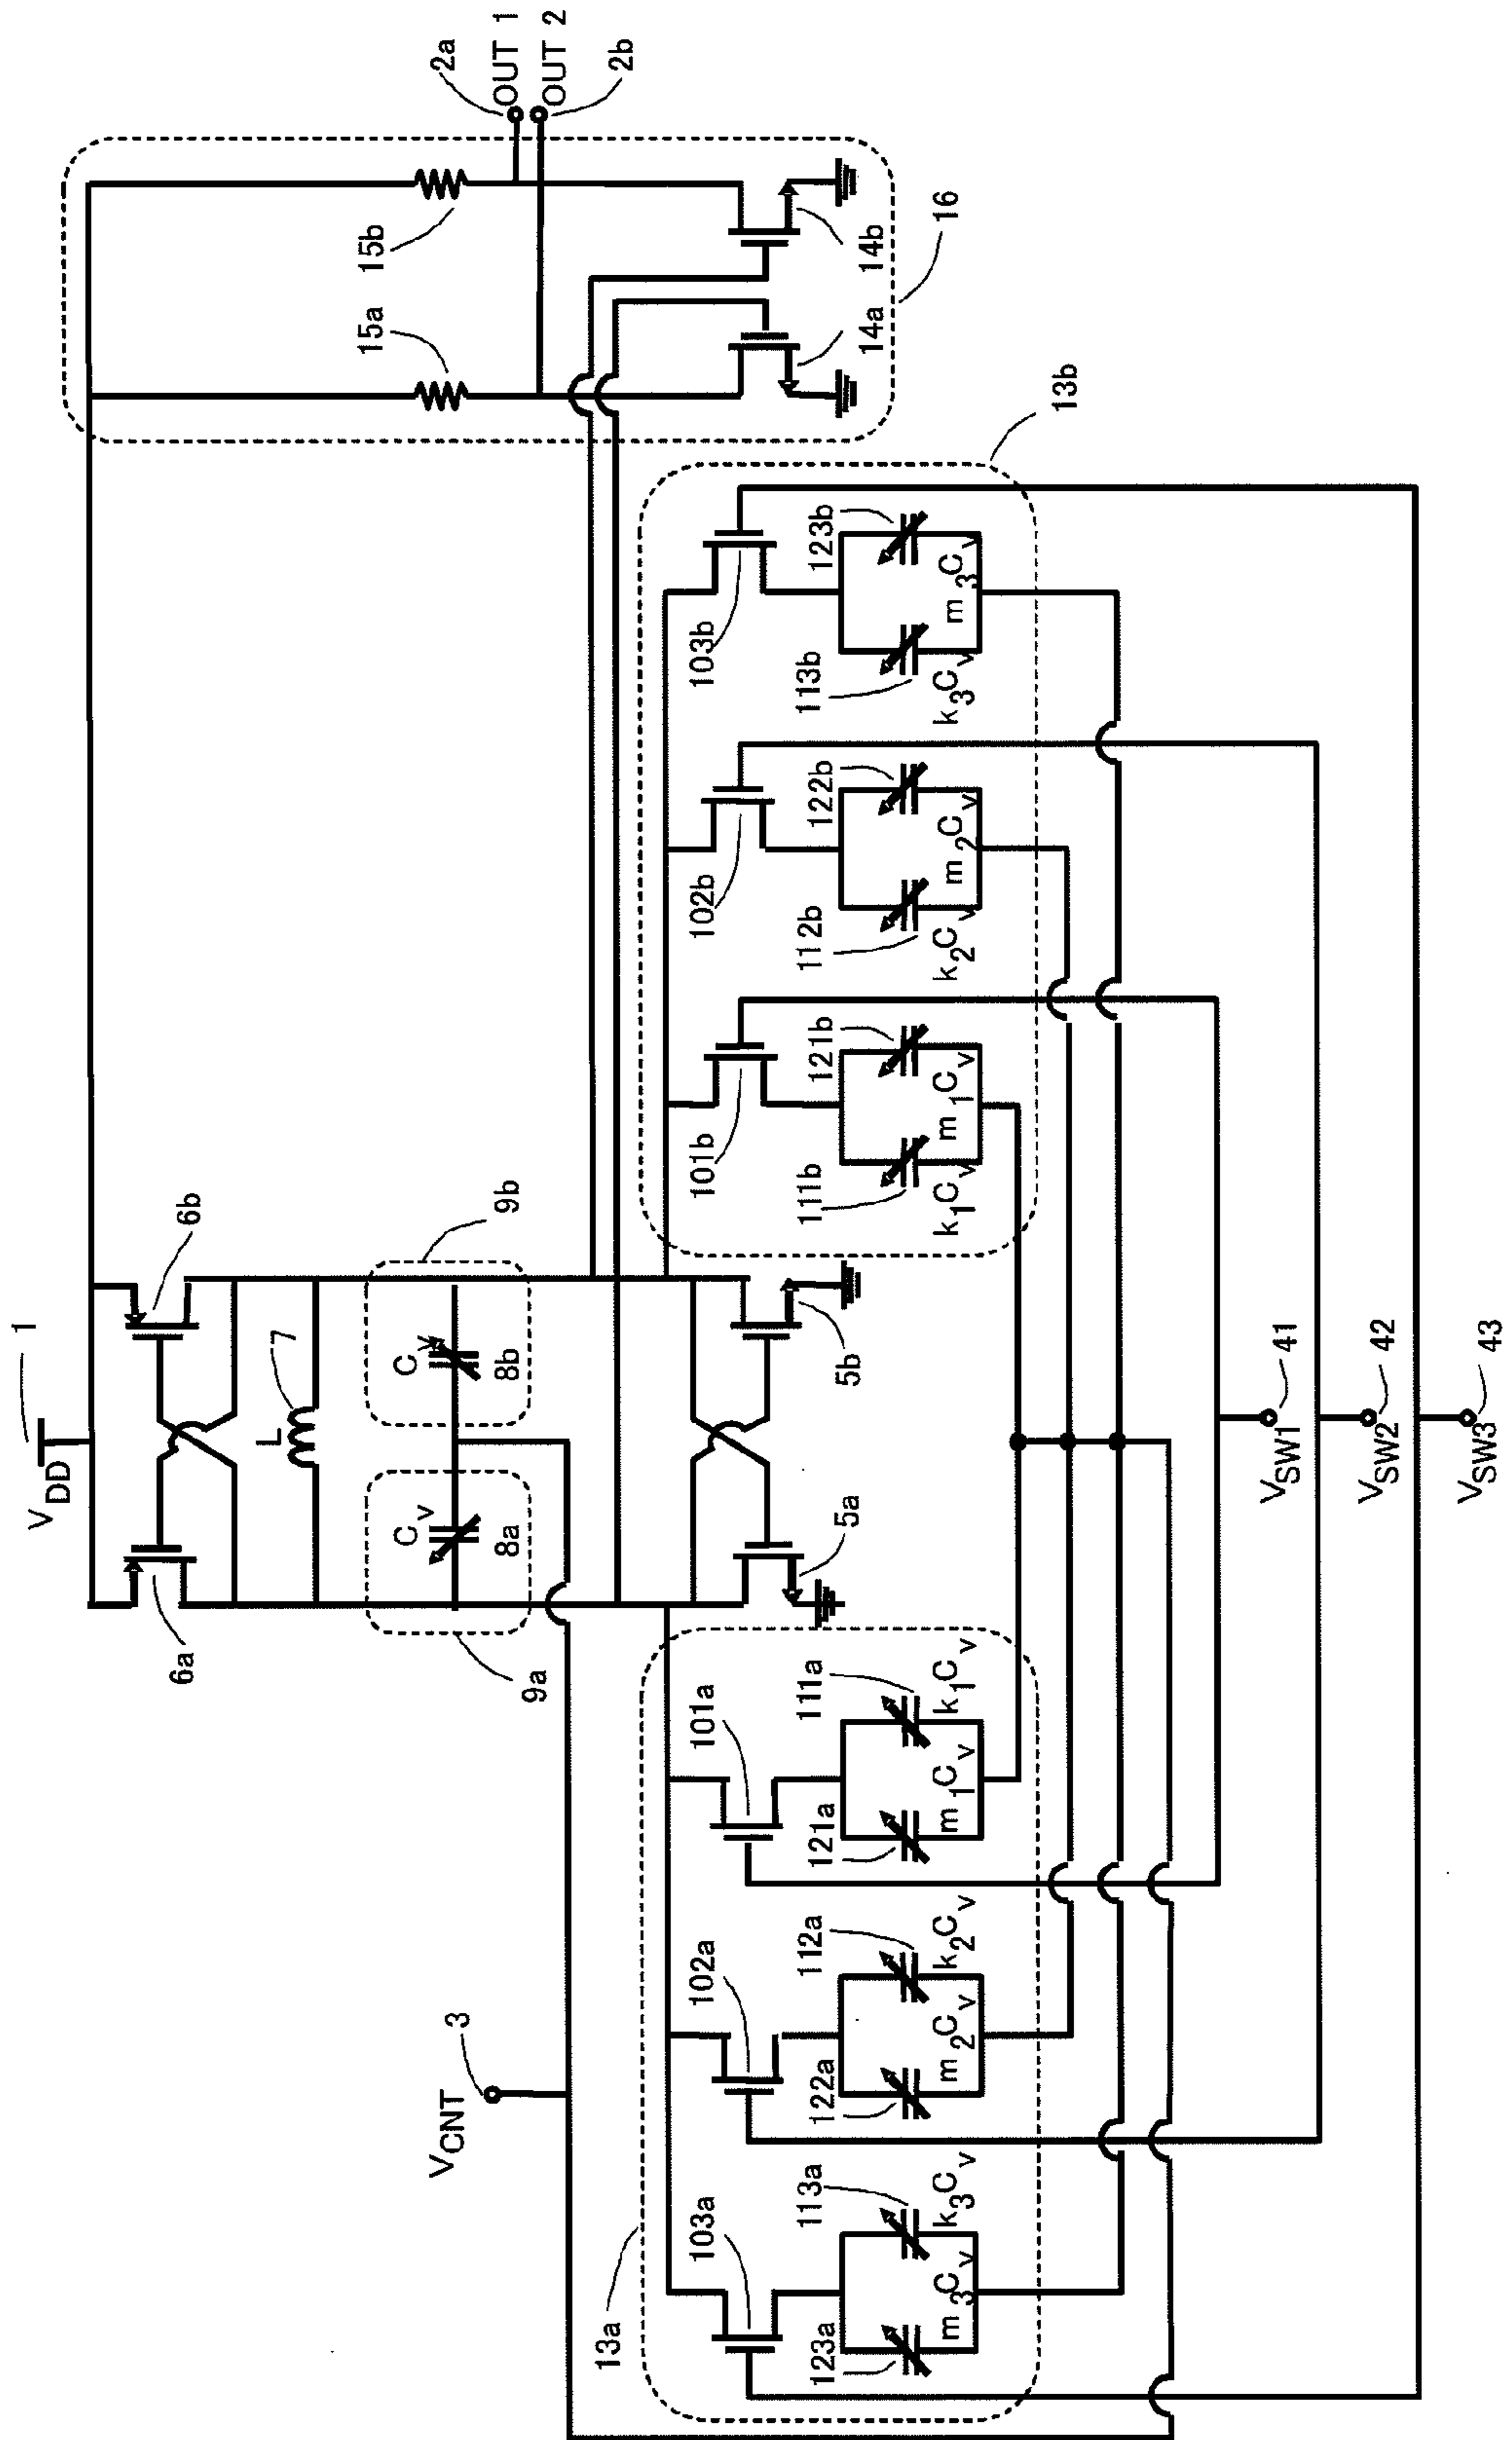 V_DD
1
6a
6b
L
7
C_v
8a
C_v
8b
9a
9b
V_CNT
3
15a
15b
2a
OUT 1
OUT 2
2b
16
14a
14b
5a
5b
13a
13b
103a
102a
101a
101b
102b
103b
123a
113a
122a
112a
121a
111a
111b
121b
112b
122b
113b
123b
m_3C_v
k_3C_v
m_2C_v
k_2C_v
m_1C_v
k_1C_v
k_1C_v
m_1C_v
k_2C_v
m_2C_v
k_3C_v
m_3C_v
V_SW1
41
V_SW2
42
V_SW3
43